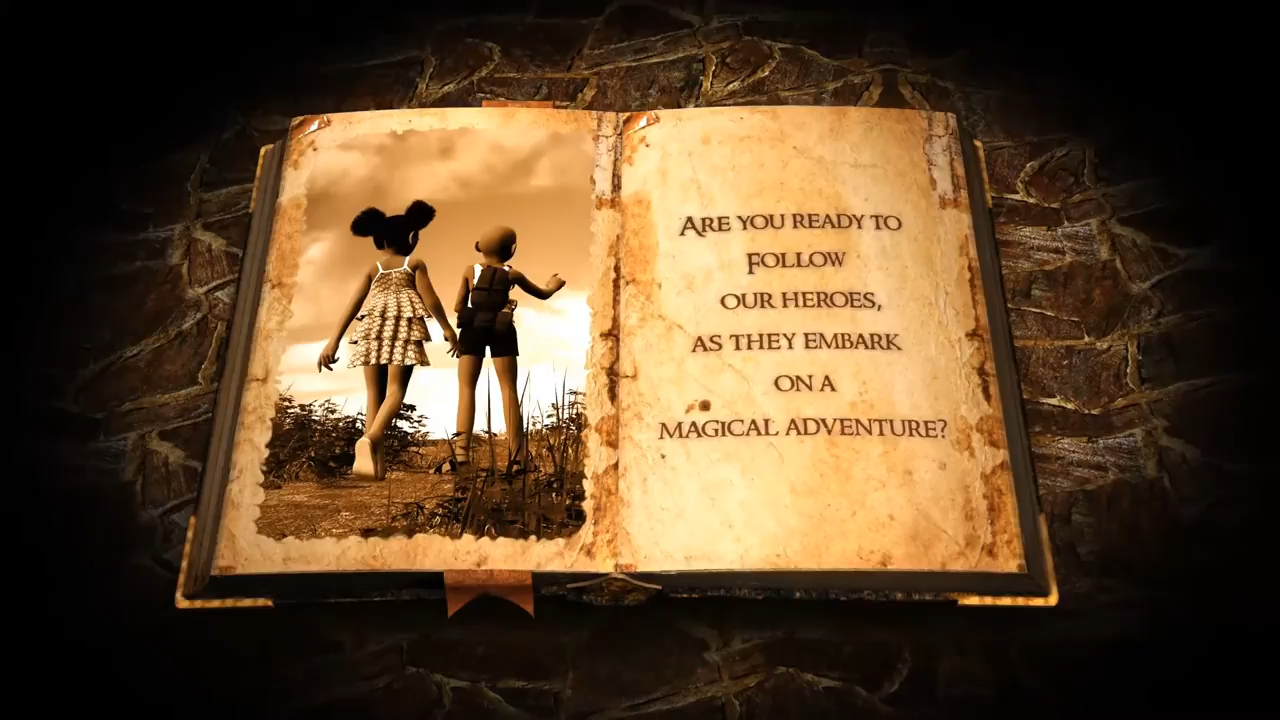 Are you ready to
Follow
our heroes,
as they embark
on a
magical adventure?